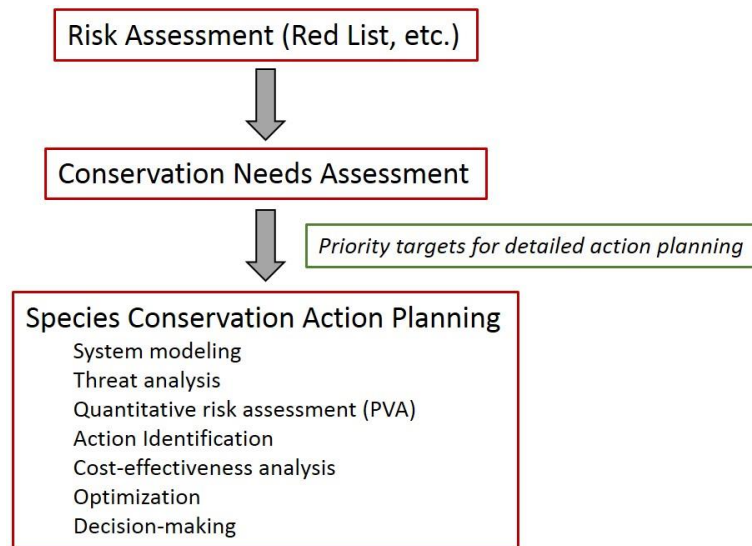 Risk Assessment (Red List, etc.)
Conservation Needs Assessment
Priority targets for detailed action planning
Species Conservation Action Planning
System modeling
Threat analysis
Quantitative risk assessment (PVA)
Action Identification
Cost-effectiveness analysis
Optimization
Decision-making